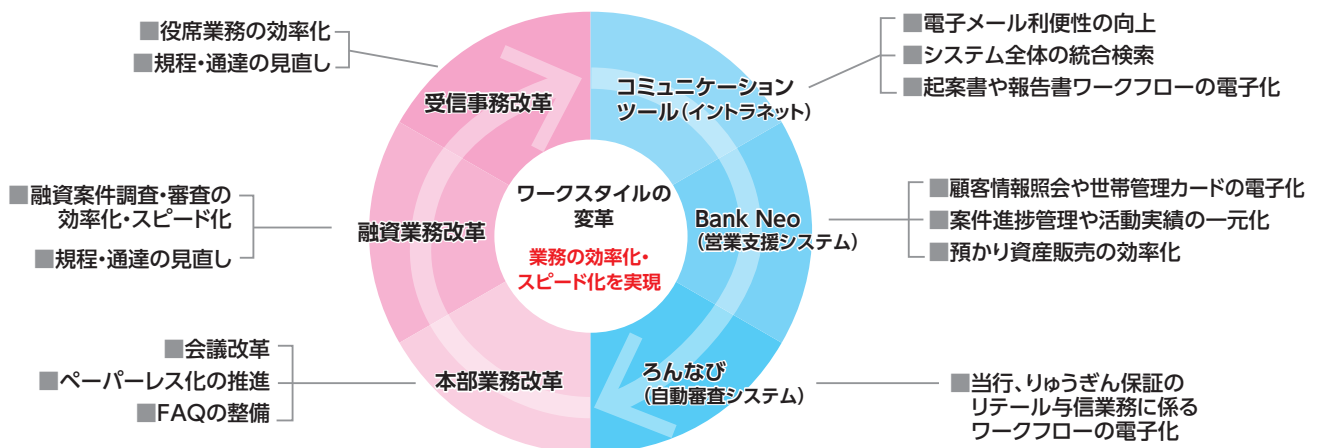 ■役席業務の効率化
■規程・通達の見直し
受信事務改革
■融資案件調査・審査の
効率化・スピード化
■規程・通達の見直し
融資業務改革
■会議改革
■ペーパーレス化の推進
■FAQの整備
本部業務改革
ワークスタイルの
変革
業務の効率化・
スピード化を実現
コミュニケーション
ツール（イントラネット）
■電子メール利便性の向上
■システム全体の統合検索
■起案書や報告書ワークフローの電子化
Bank Neo
（営業支援システム）
■顧客情報照会や世帯管理カードの電子化
■案件進捗管理や活動実績の一元化
■預かり資産販売の効率化
ろんなび
（自動審査システム）
■当行、りゅうぎん保証の
リテール与信業務に係る
ワークフローの電子化